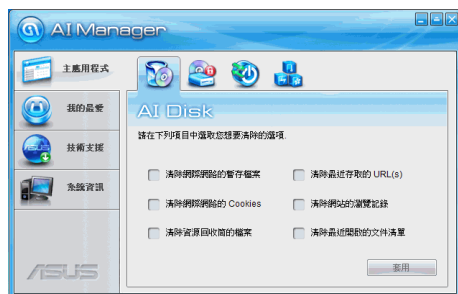 AI Manager
主應用程式
我的最愛
技術支援
系統資訊
ASUS
AI Disk
請在下列項目中選取您想要清除的選項.
清除網際網路的暫存檔案
清除最近存取的 URL(s)
清除網際網路的 Cookies
清除網站的瀏覽記錄
清除資源回收筒的檔案
清除最近開啟的文件清單
套用